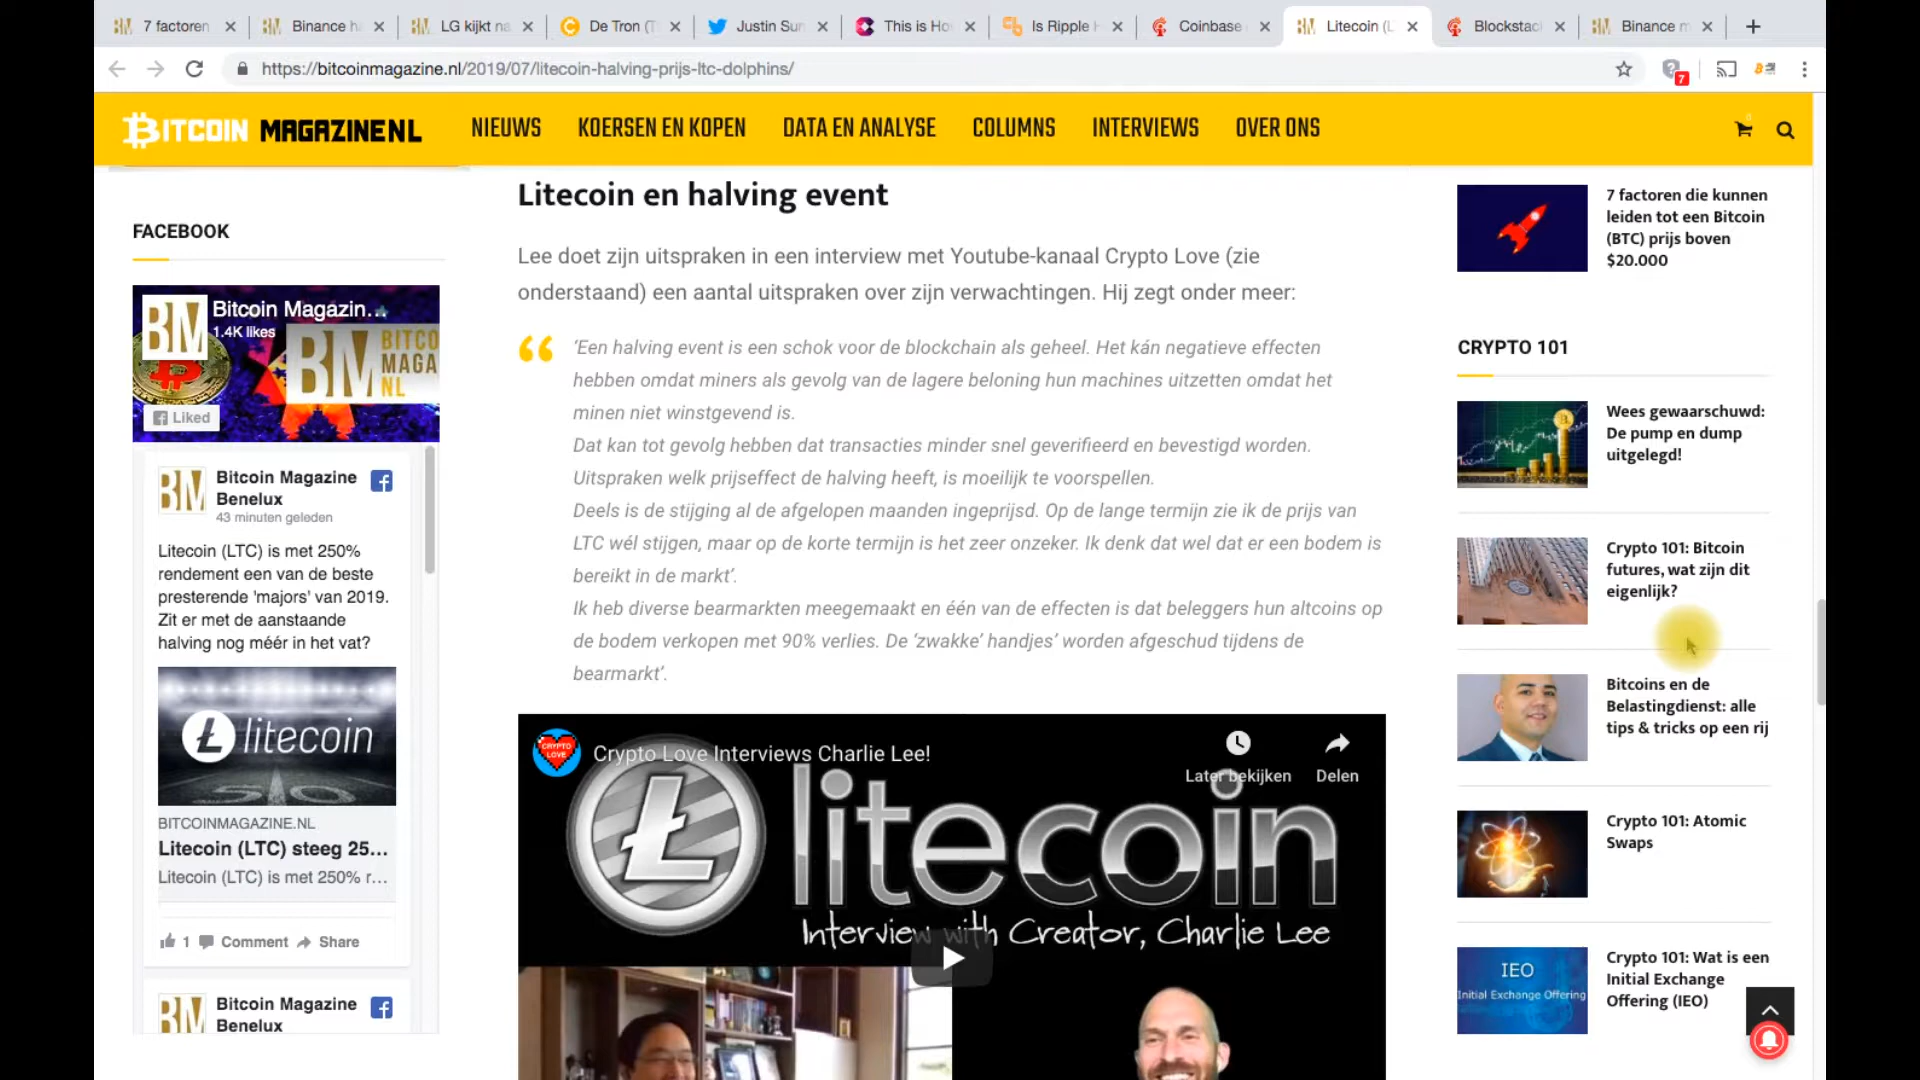 7 factoren
Binance ha
LG kijkt na
De Tron (T
Justin Sun
This is Ho
Is Ripple H
Coinbase
Litecoin (L
Blockstac
Binance m
https://bitcoinmagazine.nl/2019/07/litecoin-halving-prijs-ltc-dolphins/
7
BITCOIN MAGAZINENL
NIEUWS
KOERSEN EN KOPEN
DATA EN ANALYSE
COLUMNS
INTERVIEWS
OVER ONS
FACEBOOK
BM
Bitcoin Magazin...
1.4K likes
BM
BITCO
MAGA
NL
Liked
BM
Bitcoin Magazine
Benelux
43 minuten geleden
Litecoin (LTC) is met 250%
rendement een van de beste
presterende 'majors' van 2019.
Zit er met de aanstaande
halving nog méér in het vat?
litecoin
50
BITCOINMAGAZINE.NL
Litecoin (LTC) steeg 25...
Litecoin (LTC) is met 250% r...
1
Comment
Share
BM
Bitcoin Magazine
Benelux
Litecoin en halving event
Lee doet zijn uitspraken in een interview met Youtube-kanaal Crypto Love (zie
onderstaand) een aantal uitspraken over zijn verwachtingen. Hij zegt onder meer:
‘Een halving event is een schok voor de blockchain als geheel. Het kán negatieve effecten
hebben omdat miners als gevolg van de lagere beloning hun machines uitzetten omdat het
minen niet winstgevend is.
Dat kan tot gevolg hebben dat transacties minder snel geverifieerd en bevestigd worden.
Uitspraken welk prijseffect de halving heeft, is moeilijk te voorspellen.
Deels is de stijging al de afgelopen maanden ingeprijsd. Op de lange termijn zie ik de prijs van
LTC wél stijgen, maar op de korte termijn is het zeer onzeker. Ik denk dat wel dat er een bodem is
bereikt in de markt’.
Ik heb diverse bearmarkten meegemaakt en één van de effecten is dat beleggers hun altcoins op
de bodem verkopen met 90% verlies. De ‘zwakke’ handjes’ worden afgeschud tijdens de
bearmarkt’.
CRYPTO
LOVE
Crypto Love Interviews Charlie Lee!
Later bekijken
Delen
litecoin
Interview with Creator, Charlie Lee
7 factoren die kunnen
leiden tot een Bitcoin
(BTC) prijs boven
$20.000
CRYPTO 101
Wees gewaarschuwd:
De pump en dump
uitgelegd!
Crypto 101: Bitcoin
futures, wat zijn dit
eigenlijk?
Bitcoins en de
Belastingdienst: alle
tips & tricks op een rij
Crypto 101: Atomic
Swaps
IEO
Initial Exchange Offering
Crypto 101: Wat is een
Initial Exchange
Offering (IEO)